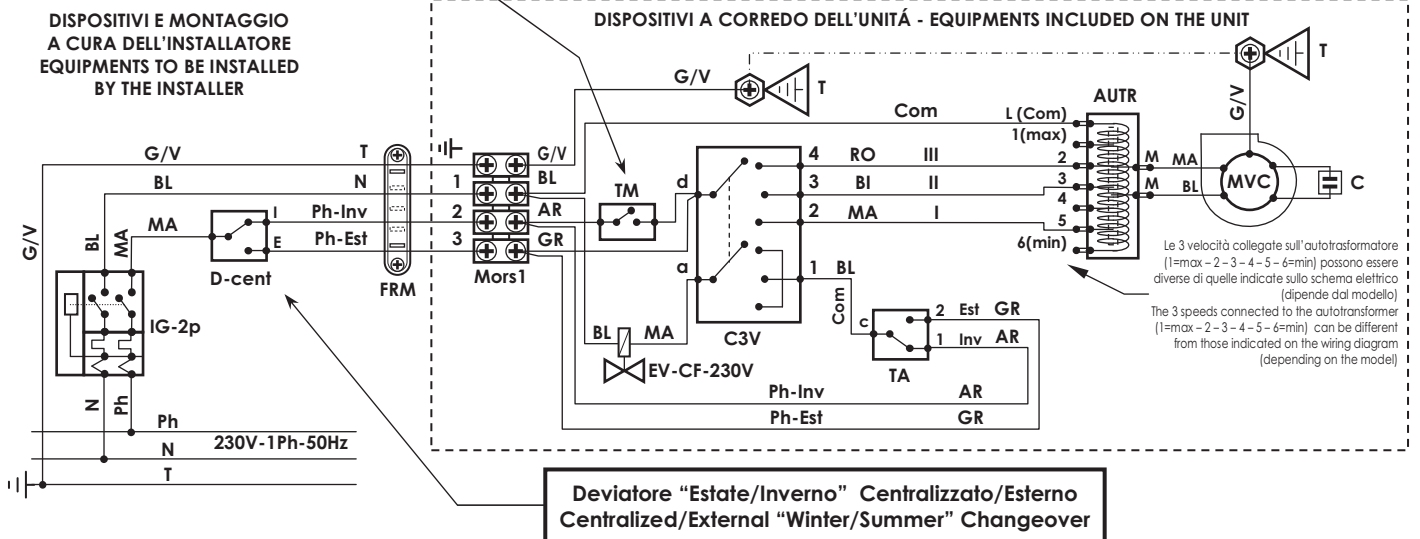 DISPOSITIVI E MONTAGGIO
A CURA DELL'INSTALLATORE
EQUIPMENTS TO BE INSTALLED
BY THE INSTALLER
DISPOSITIVI A CORREDO DELL'UNITÁ - EQUIPMENTS INCLUDED ON THE UNIT
G/V
T
T
Com
L (Com)
AUTR
1(max)
G/V
G/V
T
G/V
BL
N
1
BL
TM
d
4 RO III
2
M MA
MVC
C
3 BI II
3
M BL
4
2 MA I
5
6(min)
MA
I
Ph-Inv
2
AR
E
Ph-Est
3
GR
D-cent
FRM
Mors1
G/V
BL
MA
IG-2p
a
1 BL
Com
C3V
BL
MA
EV-CF-230V
c
2 Est GR
1 Inv AR
TA
Ph-Inv AR
Ph-Est GR
Le 3 velocità collegate sull'autotrasformatore
(1=max – 2 – 3 – 4 – 5 – 6=min) possono essere
diverse di quelle indicate sullo schema elettrico
(dipende dal modello)
The 3 speeds connected to the autotransformer
(1=max – 2 – 3 – 4 – 5 – 6=min) can be different
from those indicated on the wiring diagram
(depending on the model)
N
Ph
Ph
230V-1Ph-50Hz
N
T
Deviatore "Estate/Inverno" Centralizzato/Esterno
Centralized/External "Winter/Summer" Changeover